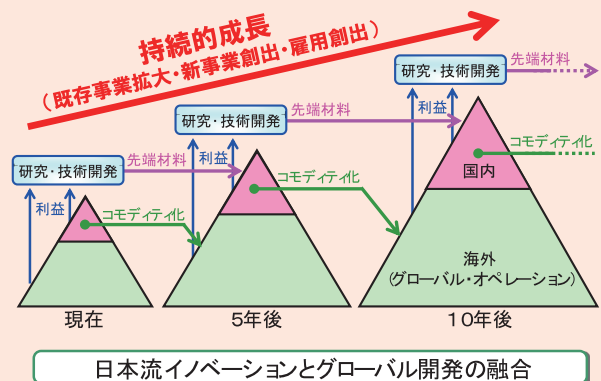 持続的成長
(既存事業拡大・新事業創出・雇用創出)
研究・技術開発
先端材料
利益
コモディティ化
現在
研究・技術開発
先端材料
利益
コモディティ化
5年後
研究・技術開発
先端材料
利益
コモディティ化
国内
海外
(グローバル・オペレーション)
10年後
日本流イノベーションとグローバル開発の融合